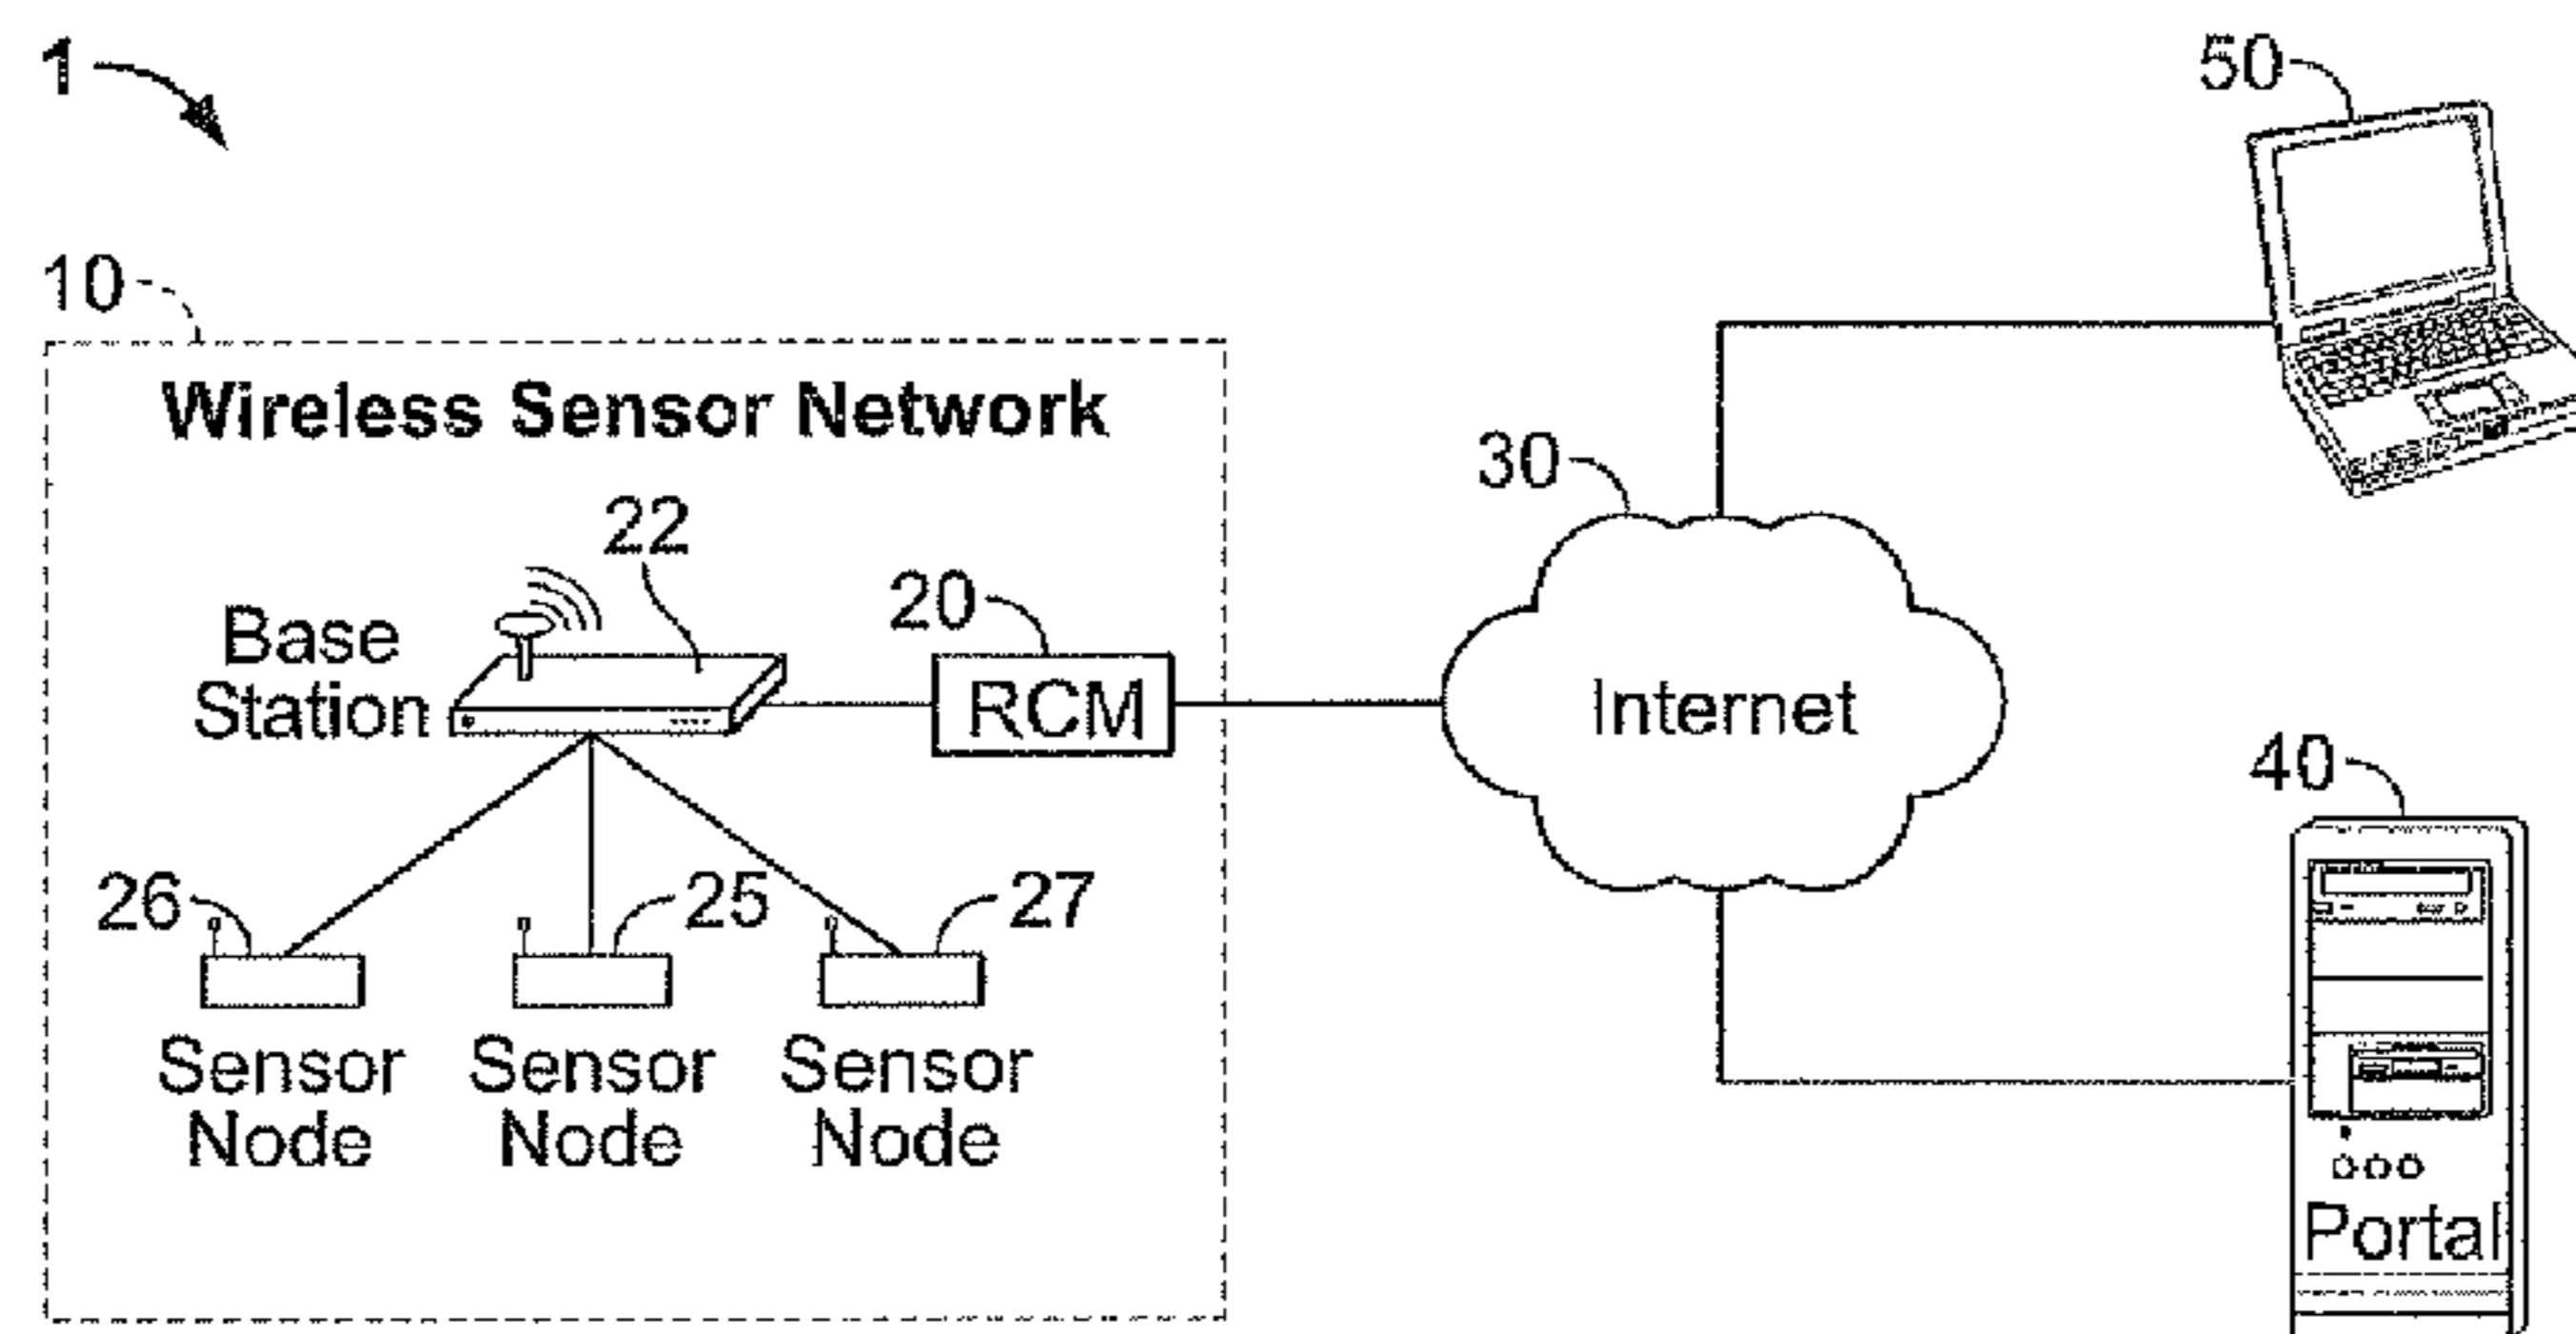 1
50
10
Wireless Sensor Network
30
22
20
Base
Station
RCM
Internet
40
26
25
27
Sensor
Node
Sensor
Node
Sensor
Node
Portal